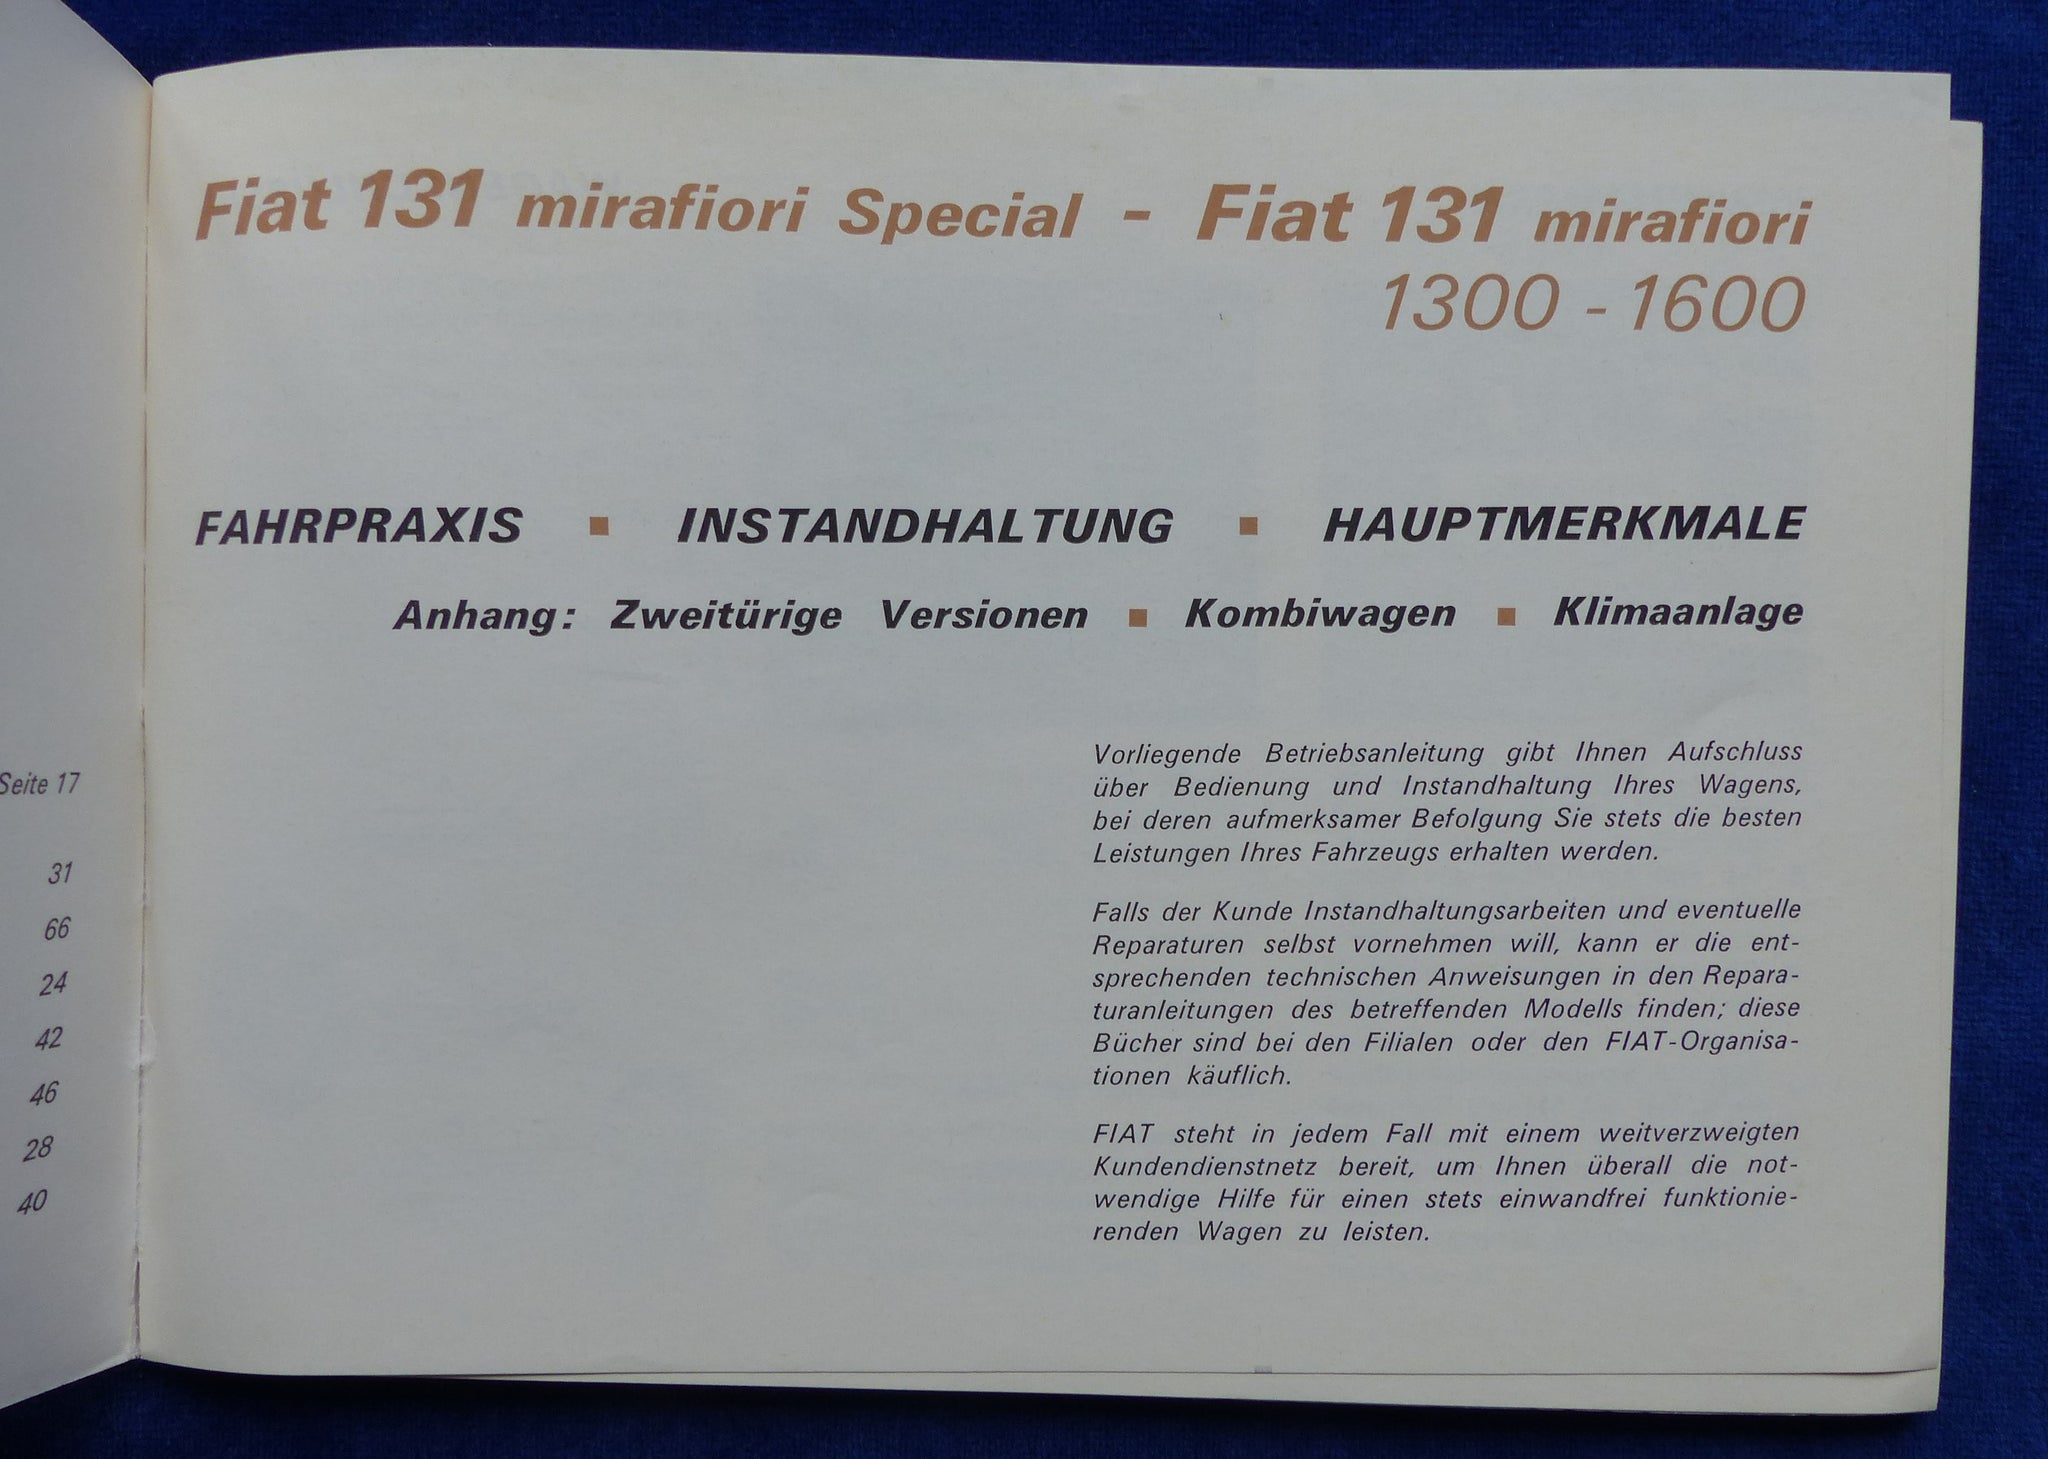 Seite 17
31
66
24
42
46
28
40
Fiat 131 mirafiori Special - Fiat 131 mirafiori
1300 - 1600
FAHRPRAXIS ▪ INSTANDHALTUNG ▪ HAUPTMERKMALE
Anhang: Zweitürige Versionen ▪ Kombiwagen ▪ Klimaanlage
Vorliegende Betriebsanleitung gibt Ihnen Aufschluss
über Bedienung und Instandhaltung Ihres Wagens,
bei deren aufmerksamer Befolgung Sie stets die besten
Leistungen Ihres Fahrzeugs erhalten werden.
Falls der Kunde Instandhaltungsarbeiten und eventuelle
Reparaturen selbst vornehmen will, kann er die ent-
sprechenden technischen Anweisungen in den Repara-
turanleitungen des betreffenden Modells finden; diese
Bücher sind bei den Filialen oder den FIAT-Organisa-
tionen käuflich.
FIAT steht in jedem Fall mit einem weitverzweigten
Kundendienstnetz bereit, um Ihnen überall die not-
wendige Hilfe für einen stets einwandfrei funktionie-
renden Wagen zu leisten.